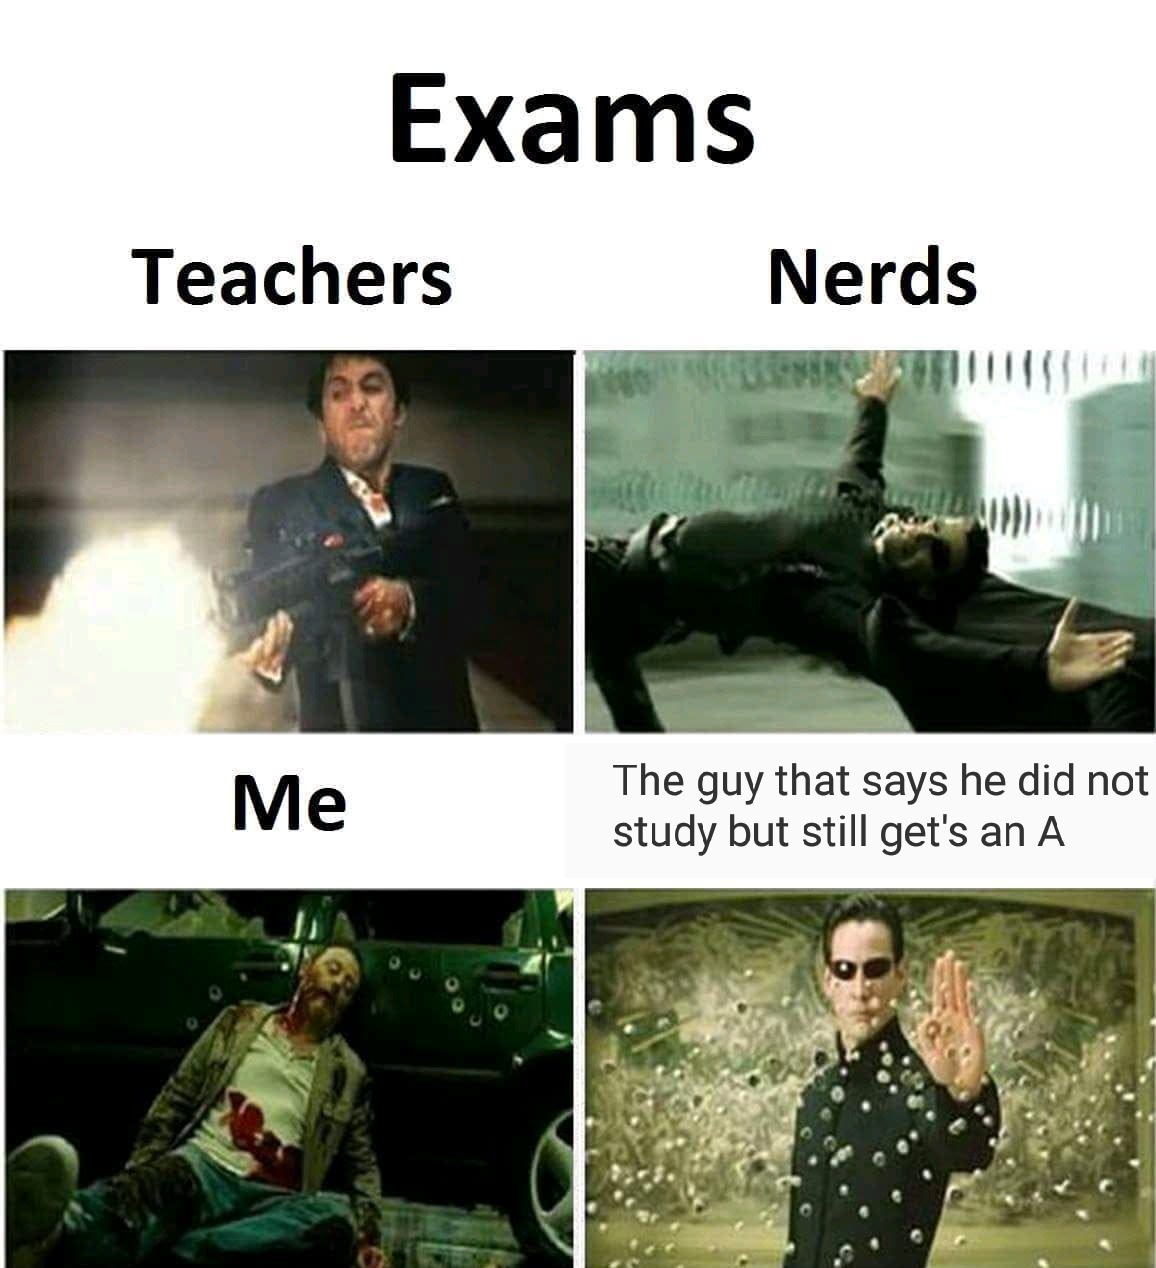 Exams
Teachers
Nerds
Me
The guy that says he did not
study but still get's an A